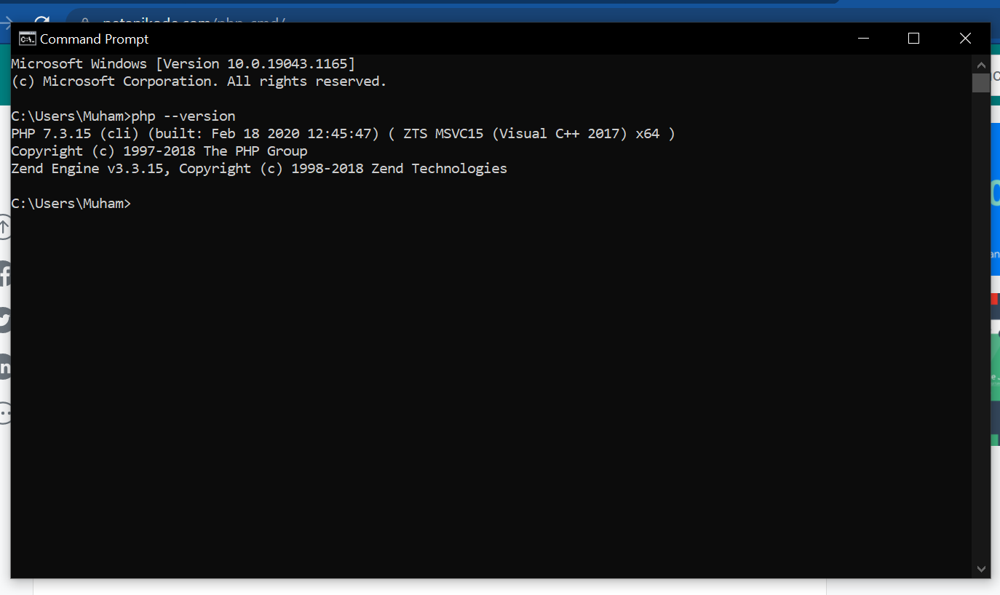 Command Prompt
Microsoft Windows [Version 10.0.19043.1165]
(c) Microsoft Corporation. All rights reserved.
C:\Users\Muham>php --version
PHP 7.3.15 (cli) (built: Feb 18 2020 12:45:47) ( ZTS MSVC15 (Visual C++ 2017) x64 )
Copyright (c) 1997-2018 The PHP Group
Zend Engine v3.3.15, Copyright (c) 1998-2018 Zend Technologies
C:\Users\Muham>